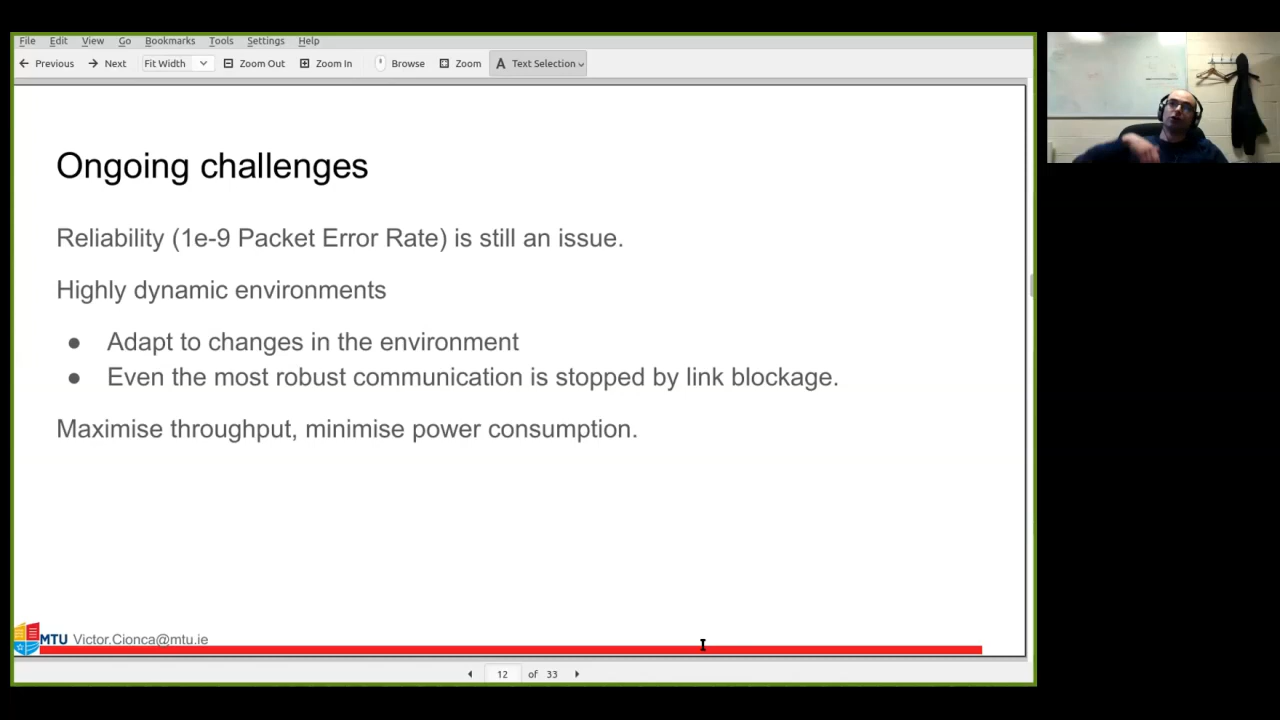 File Edit View Go Bookmarks Tools Settings Help
Previous Next Fit Width Zoom Out Zoom In Browse Zoom Text Selection
Ongoing challenges
Reliability (1e-9 Packet Error Rate) is still an issue.
Highly dynamic environments
● Adapt to changes in the environment
● Even the most robust communication is stopped by link blockage.
Maximise throughput, minimise power consumption.
MTU Victor.Cionca@mtu.ie
12 of 33